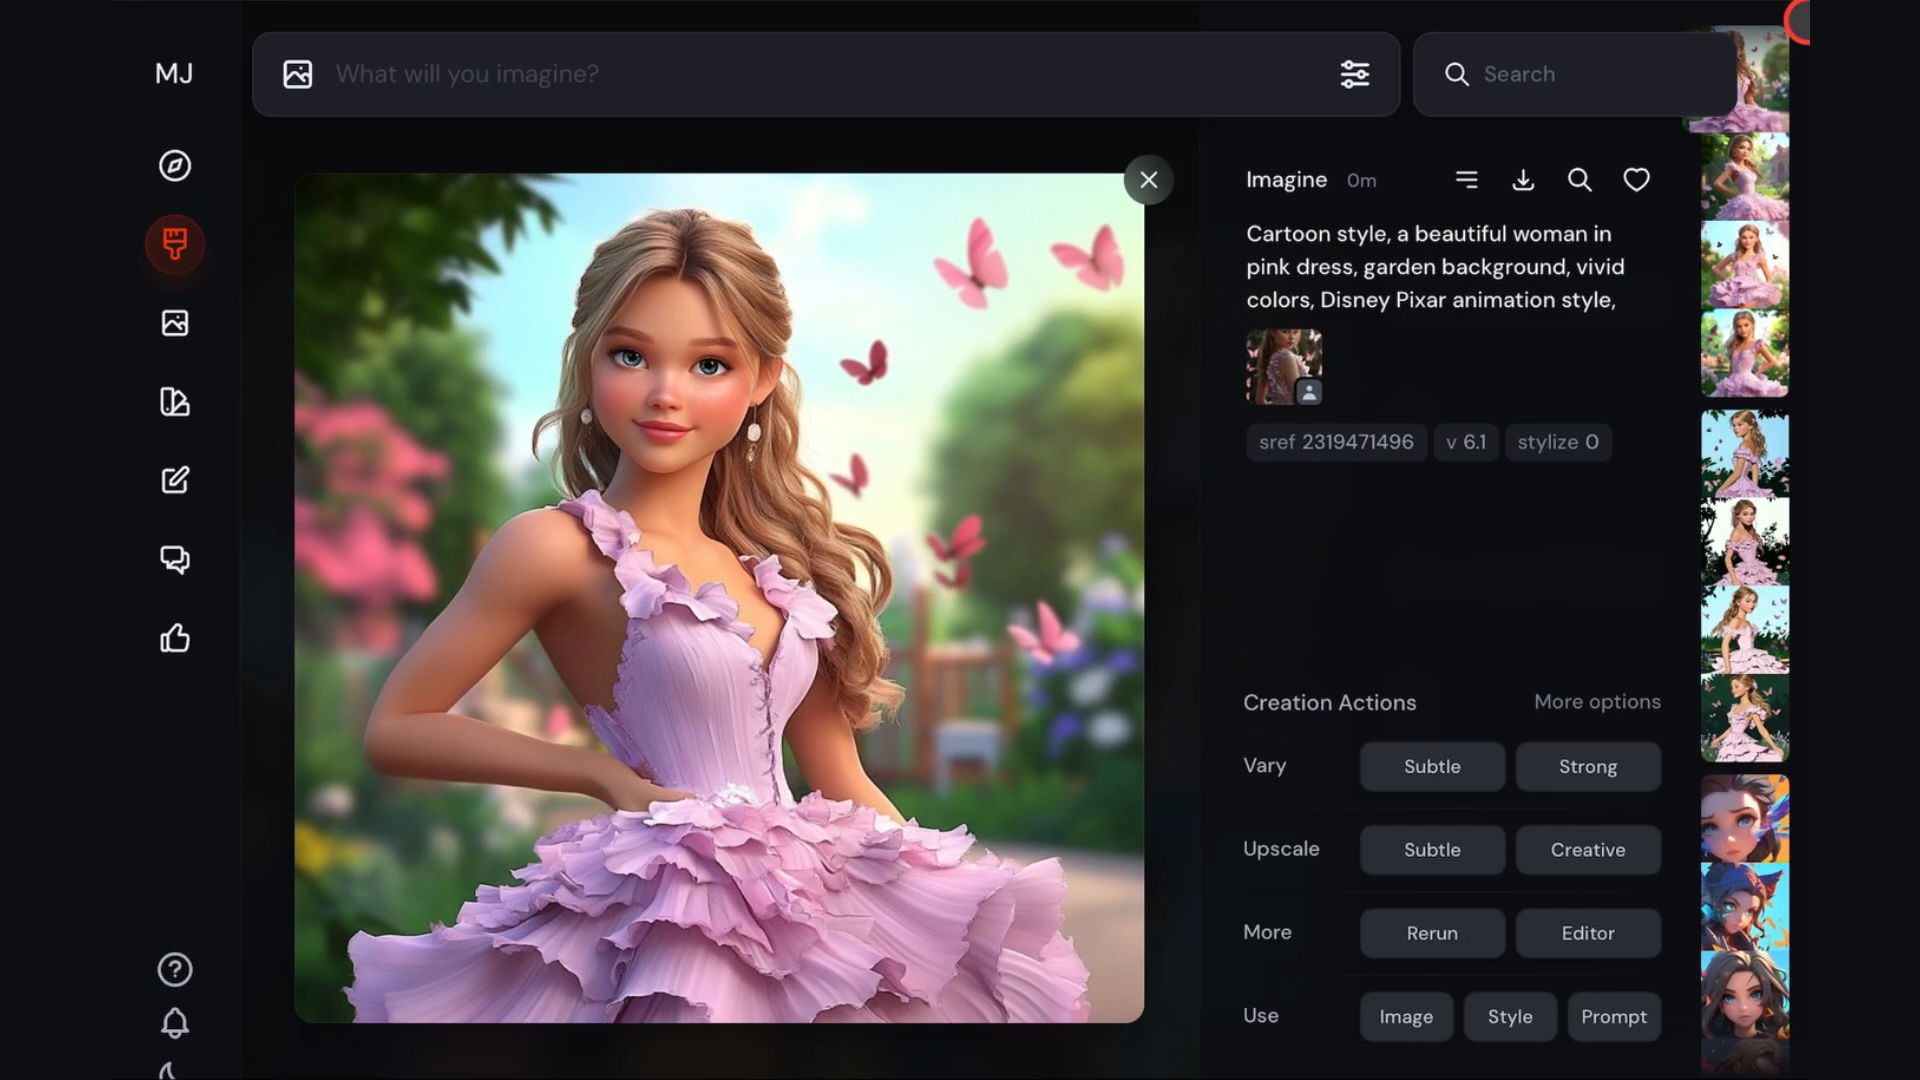 MJ
What will you imagine?
Search
Imagine 0m
Cartoon style, a beautiful woman in
pink dress, garden background, vivid
colors, Disney Pixar animation style,
sref 2319471496 v 6.1 stylize 0
Creation Actions More options
Vary Subtle Strong
Upscale Subtle Creative
More Rerun Editor
Use Image Style Prompt